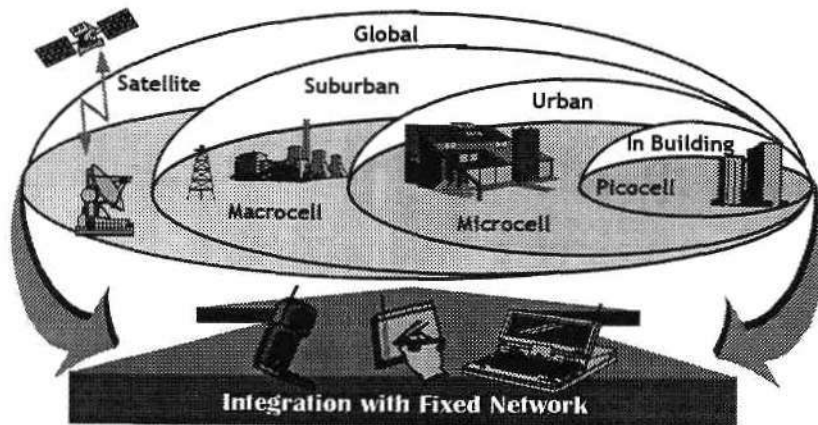 Global
Satellite
Suburban
Urban
In Building
Picocell
Macrocell
Microcell
Integration with Fixed Network